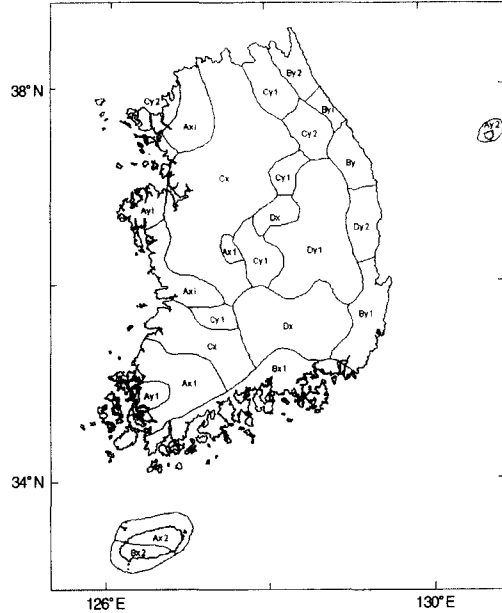 38°N
By2
Cy2
Cy1
Byi
Axi
Cy2
Ay2
By
Cx
Cy1
Ay1
Dx
Dy2
Ax1
Cy1
Dy1
Axi
By1
Cy1
Dx
Cx
Bx1
Ax1
Ay1
34°N
Ax2
Bx2
126°E
130°E